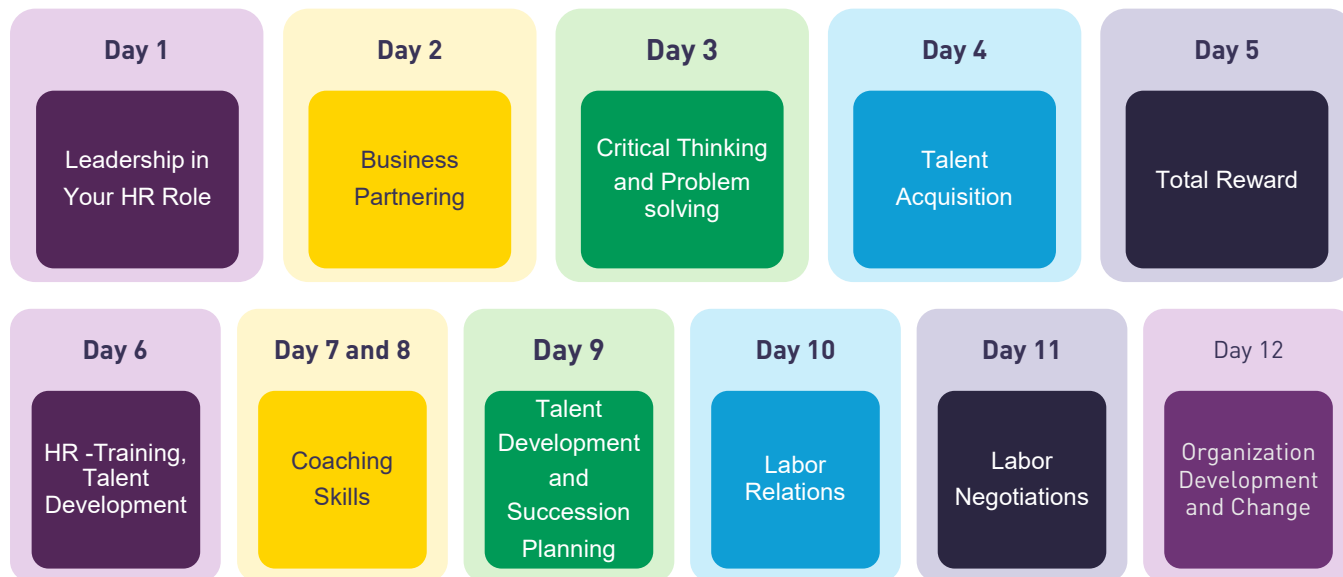 Day 1
Leadership in
Your HR Role
Day 2
Business
Partnering
Day 3
Critical Thinking
and Problem
solving
Day 4
Talent
Acquisition
Day 5
Total Reward
Day 6
HR -Training,
Talent
Development
Day 7 and 8
Coaching
Skills
Day 9
Talent
Development
and
Succession
Planning
Day 10
Labor
Relations
Day 11
Labor
Negotiations
Day 12
Organization
Development
and Change